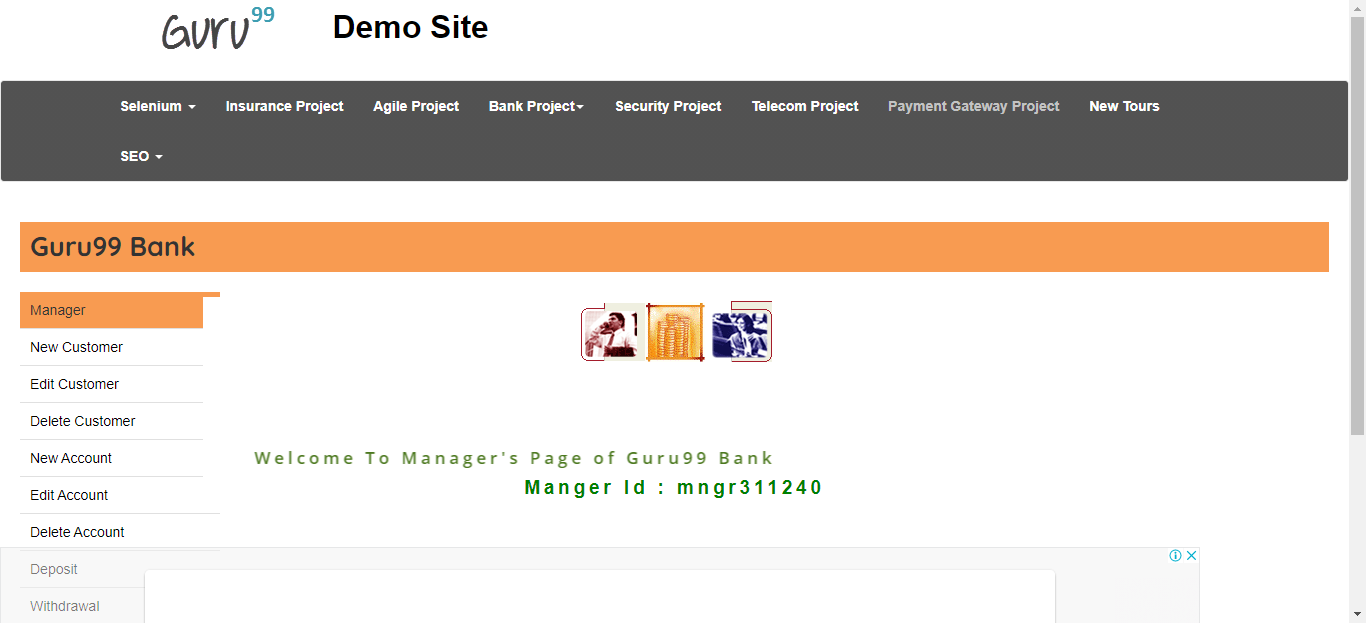 Guru99
Demo Site
Selenium
Insurance Project
Agile Project
Bank Project
Security Project
Telecom Project
Payment Gateway Project
New Tours
SEO
Guru99 Bank
Manager
New Customer
Edit Customer
Delete Customer
New Account
Edit Account
Delete Account
Deposit
Withdrawal
Welcome To Manager's Page of Guru99 Bank
Manger Id : mngr311240